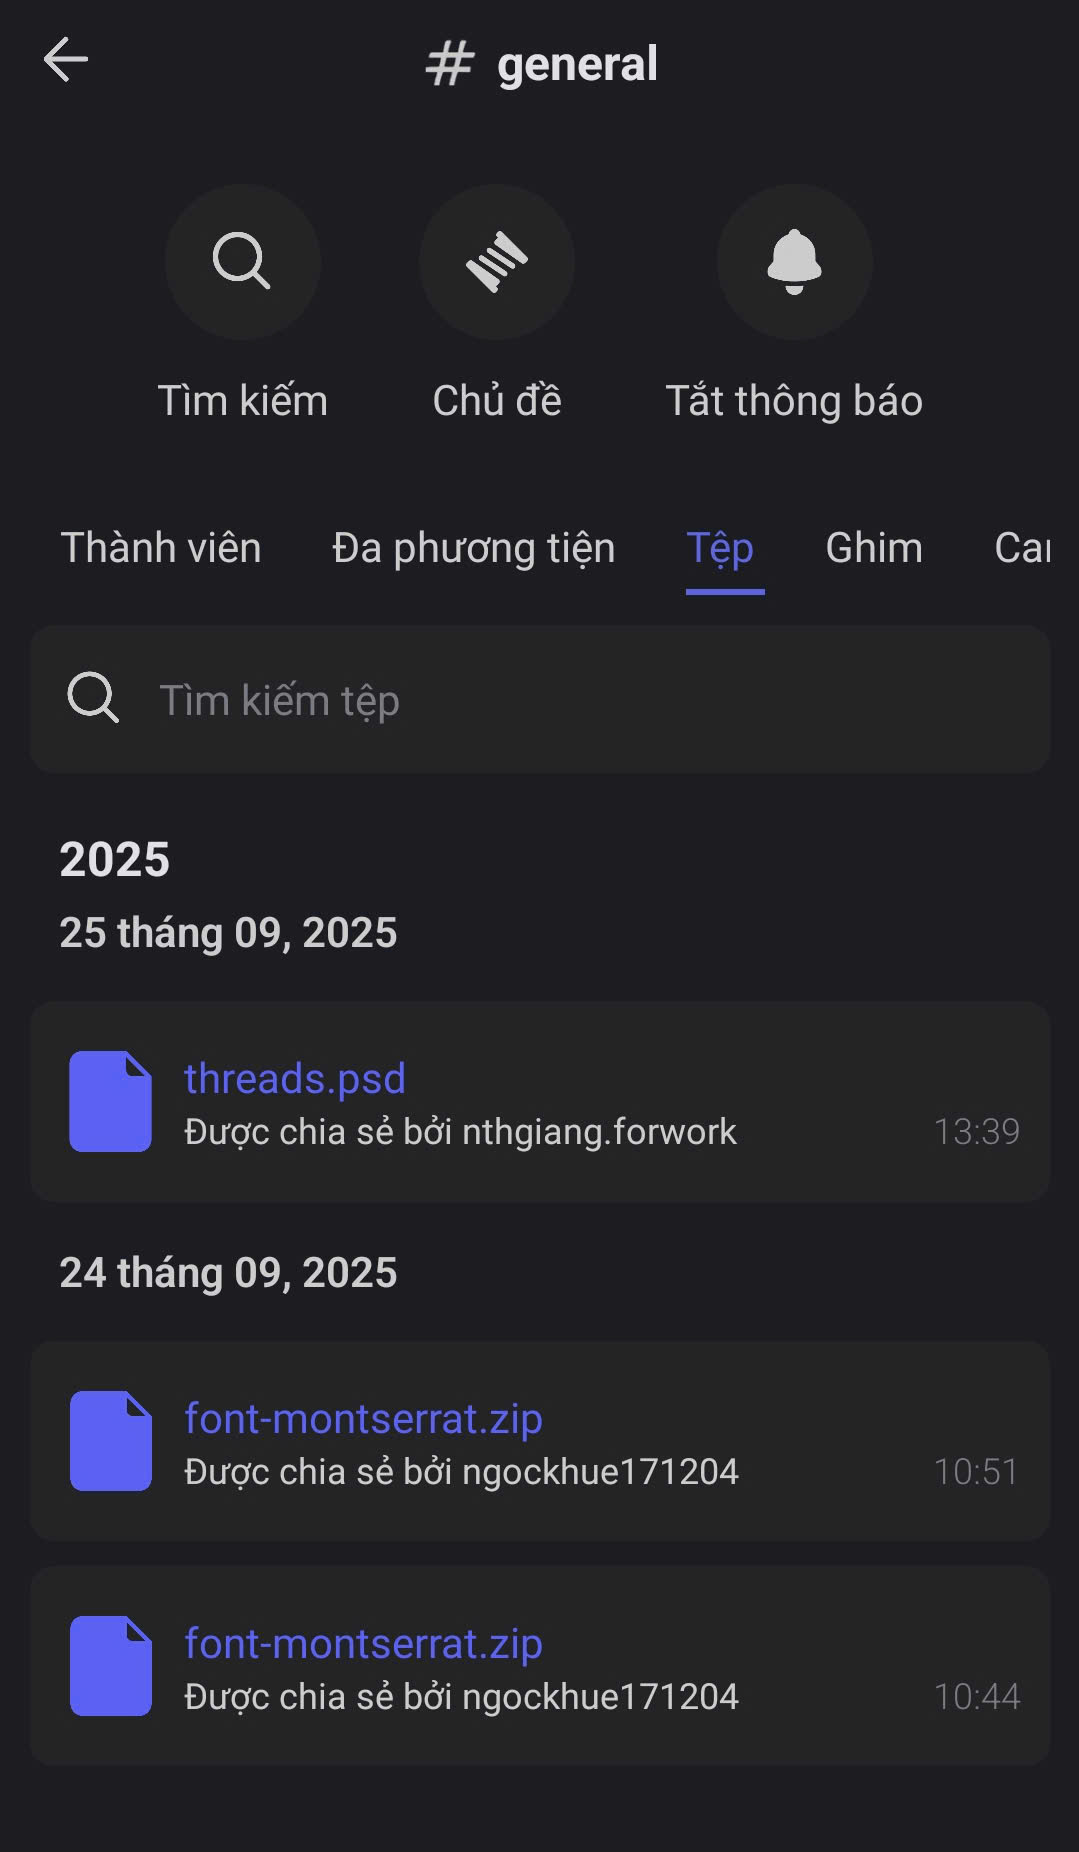 # general
Tìm kiếm Chủ đề Tắt thông báo
Thành viên Đa phương tiện Tệp Ghim
Tìm kiếm tệp
2025
25 tháng 09, 2025
threads.psd
Được chia sẻ bởi nthgiang.forwork 13:39
24 tháng 09, 2025
font-montserrat.zip
Được chia sẻ bởi ngockhue171204 10:51
font-montserrat.zip
Được chia sẻ bởi ngockhue171204 10:44